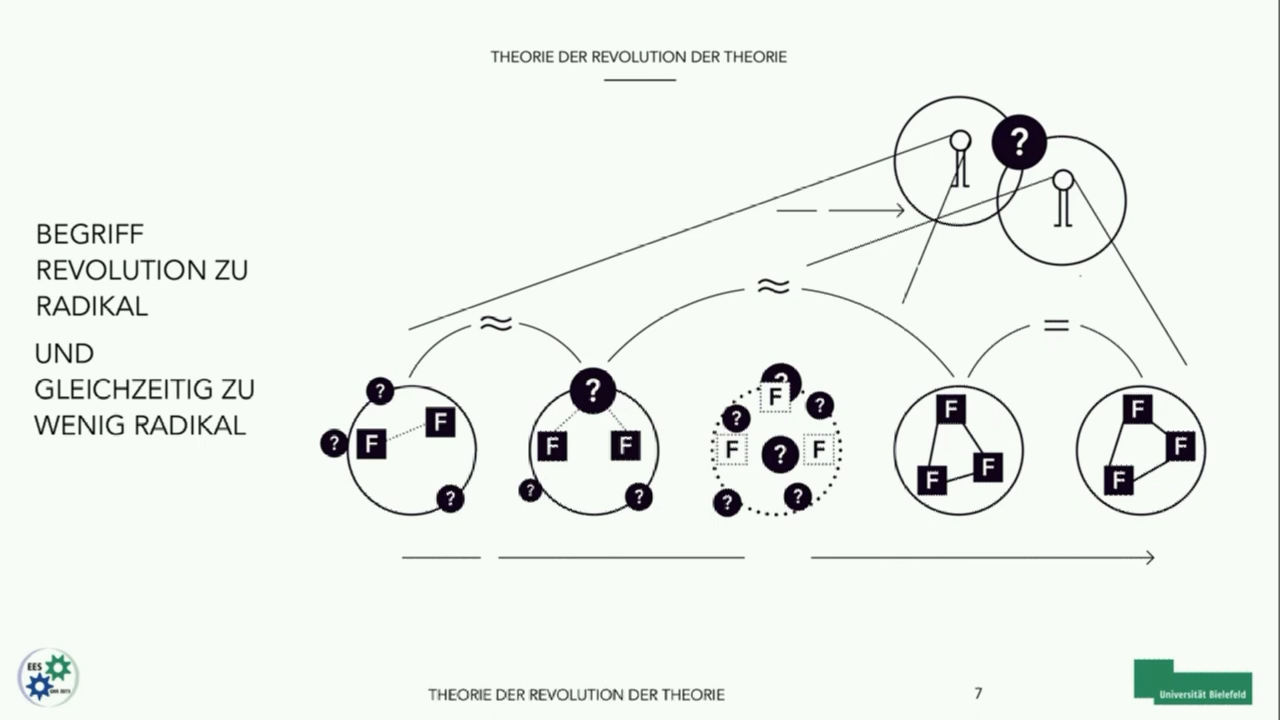 THEORIE DER REVOLUTION DER THEORIE
?
BEGRIFF
REVOLUTION ZU
RADIKAL
UND
GLEICHZEITIG ZU
WENIG RADIKAL
≈
≈
=
? ? F F ?
? F F ? ?
? F ? ? F ? F ? ?
F F F
F F F
EES
THEORIE DER REVOLUTION DER THEORIE
7
Universität Bielefeld